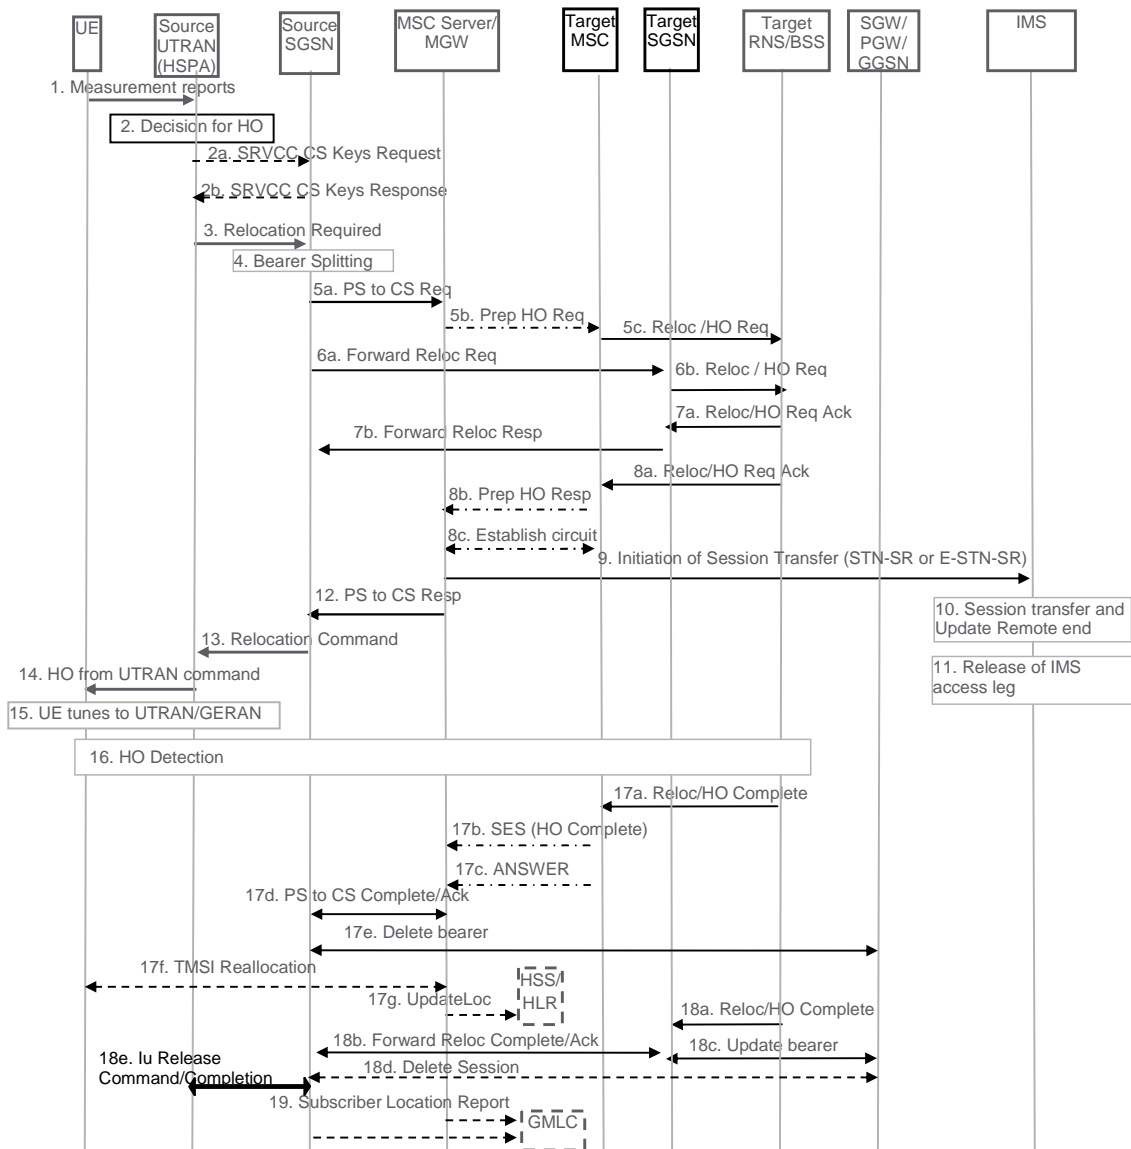 UE
Source
UTRAN
(HSPA)
Source
SGSN
MSC Server/
MGW
Target
MSC
Target
SGSN
Target
RNS/BSS
SGW/
PGW/
GGSN
IMS
1. Measurement reports
2. Decision for HO
2a. SRVCC CS Keys Request
2b. SRVCC CS Keys Response
3. Relocation Required
4. Bearer Splitting
5a. PS to CS Req
5b. Prep HO Req
5c. Reloc /HO Req
6a. Forward Reloc Req
6b. Reloc / HO Req
7a. Reloc/HO Req Ack
7b. Forward Reloc Resp
8a. Reloc/HO Req Ack
8b. Prep HO Resp
8c. Establish circuit
9. Initiation of Session Transfer (STN-SR or E-STN-SR)
12. PS to CS Resp
10. Session transfer and
Update Remote end
13. Relocation Command
11. Release of IMS
access leg
14. HO from UTRAN command
15. UE tunes to UTRAN/GERAN
16. HO Detection
17a. Reloc/HO Complete
17b. SES (HO Complete)
17c. ANSWER
17d. PS to CS Complete/Ack
17e. Delete bearer
17f. TMSI Reallocation
HSS/
HLR
17g. UpdateLoc
18a. Reloc/HO Complete
18b. Forward Reloc Complete/Ack
18c. Update bearer
18e. Iu Release
Command/Completion
18d. Delete Session
19. Subscriber Location Report
GMLC